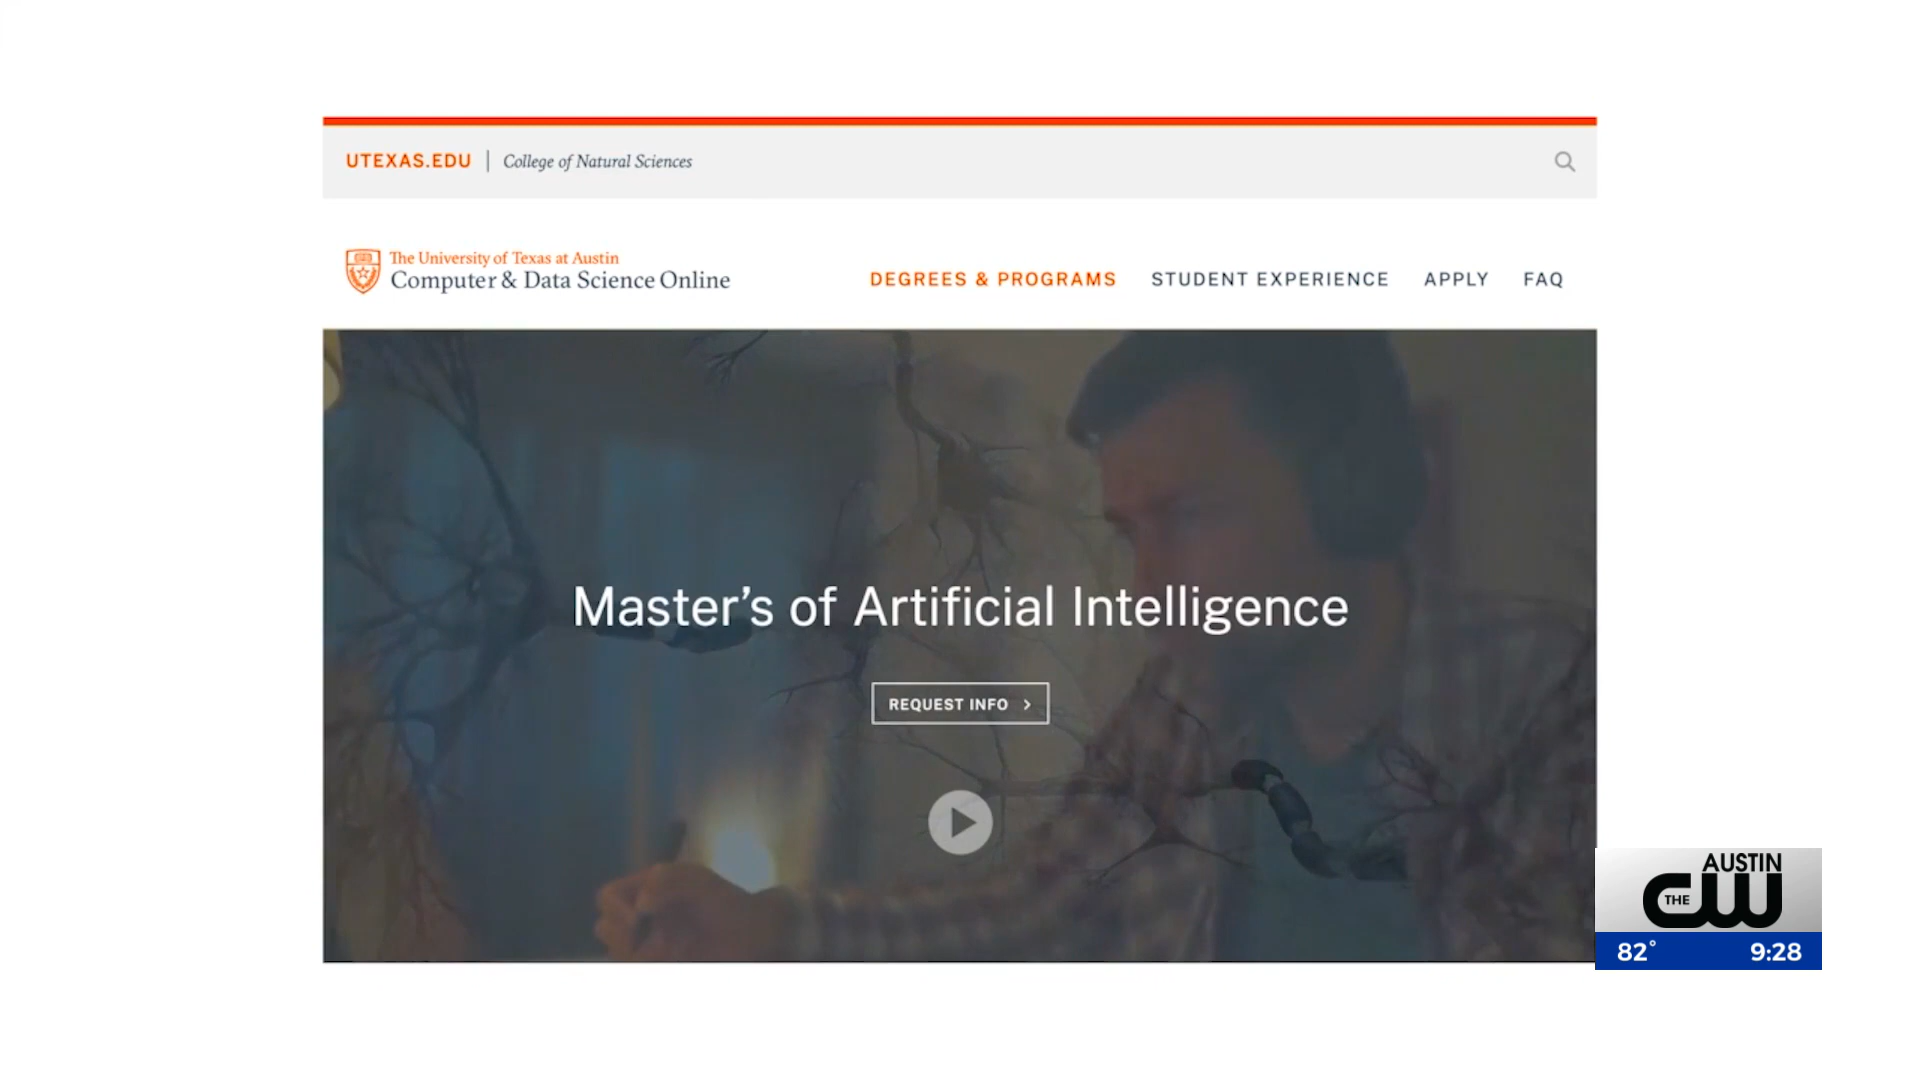 UTEXAS.EDU | College of Natural Sciences
The University of Texas at Austin
Computer & Data Science Online
DEGREES & PROGRAMS STUDENT EXPERIENCE APPLY FAQ
Master’s of Artificial Intelligence
REQUEST INFO >
AUSTIN
THE CW
82° 9:28